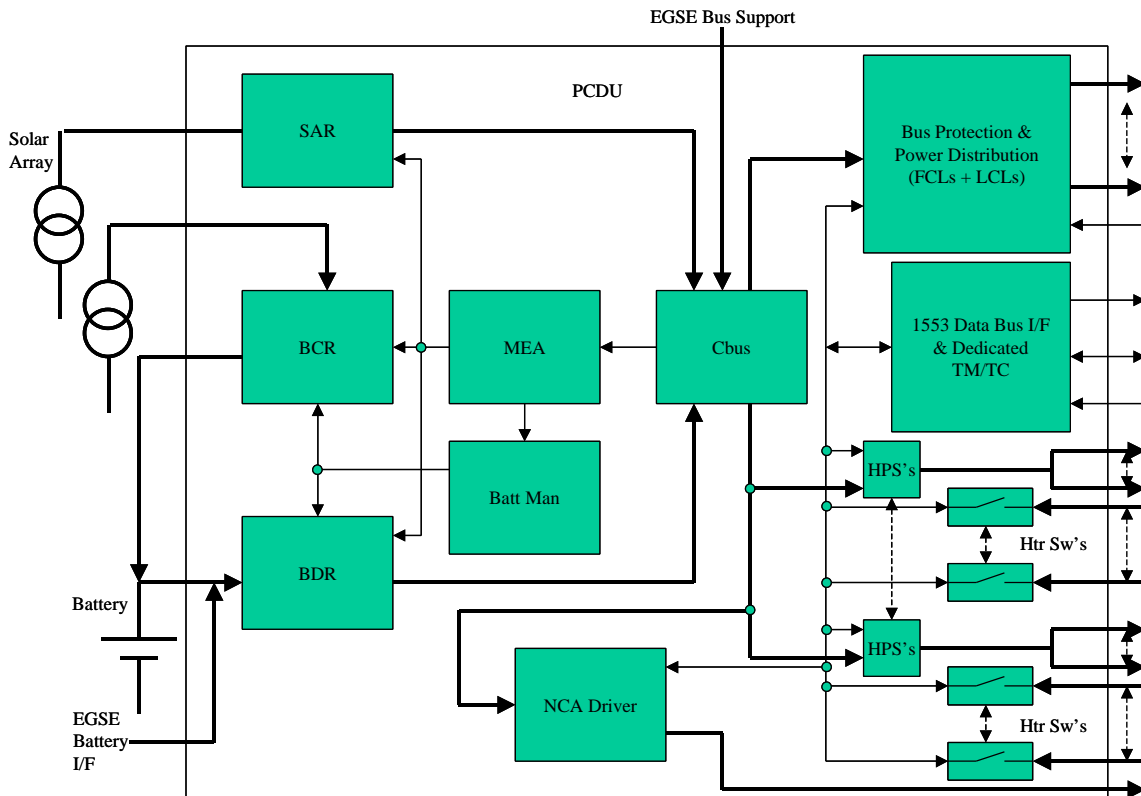 EGSE Bus Support
PCDU
Solar
Array
SAR
Bus Protection &
Power Distribution
(FCLs + LCLs)
BCR
MEA
Cbus
1553 Data Bus I/F
& Dedicated
TM/TC
Batt Man
HPS's
Htr Sw's
BDR
Battery
HPS's
NCA Driver
Htr Sw's
EGSE
Battery
I/F